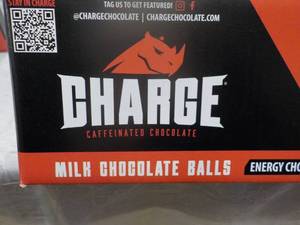 STAY IN CHARGE
TAG US TO GET FEATURED!
@CHARGECHOCOLATE | CHARGECHOCOLATE.COM
CHARGE
CAFFEINATED CHOCOLATE
MILK CHOCOLATE BALLS
ENERGY CHO